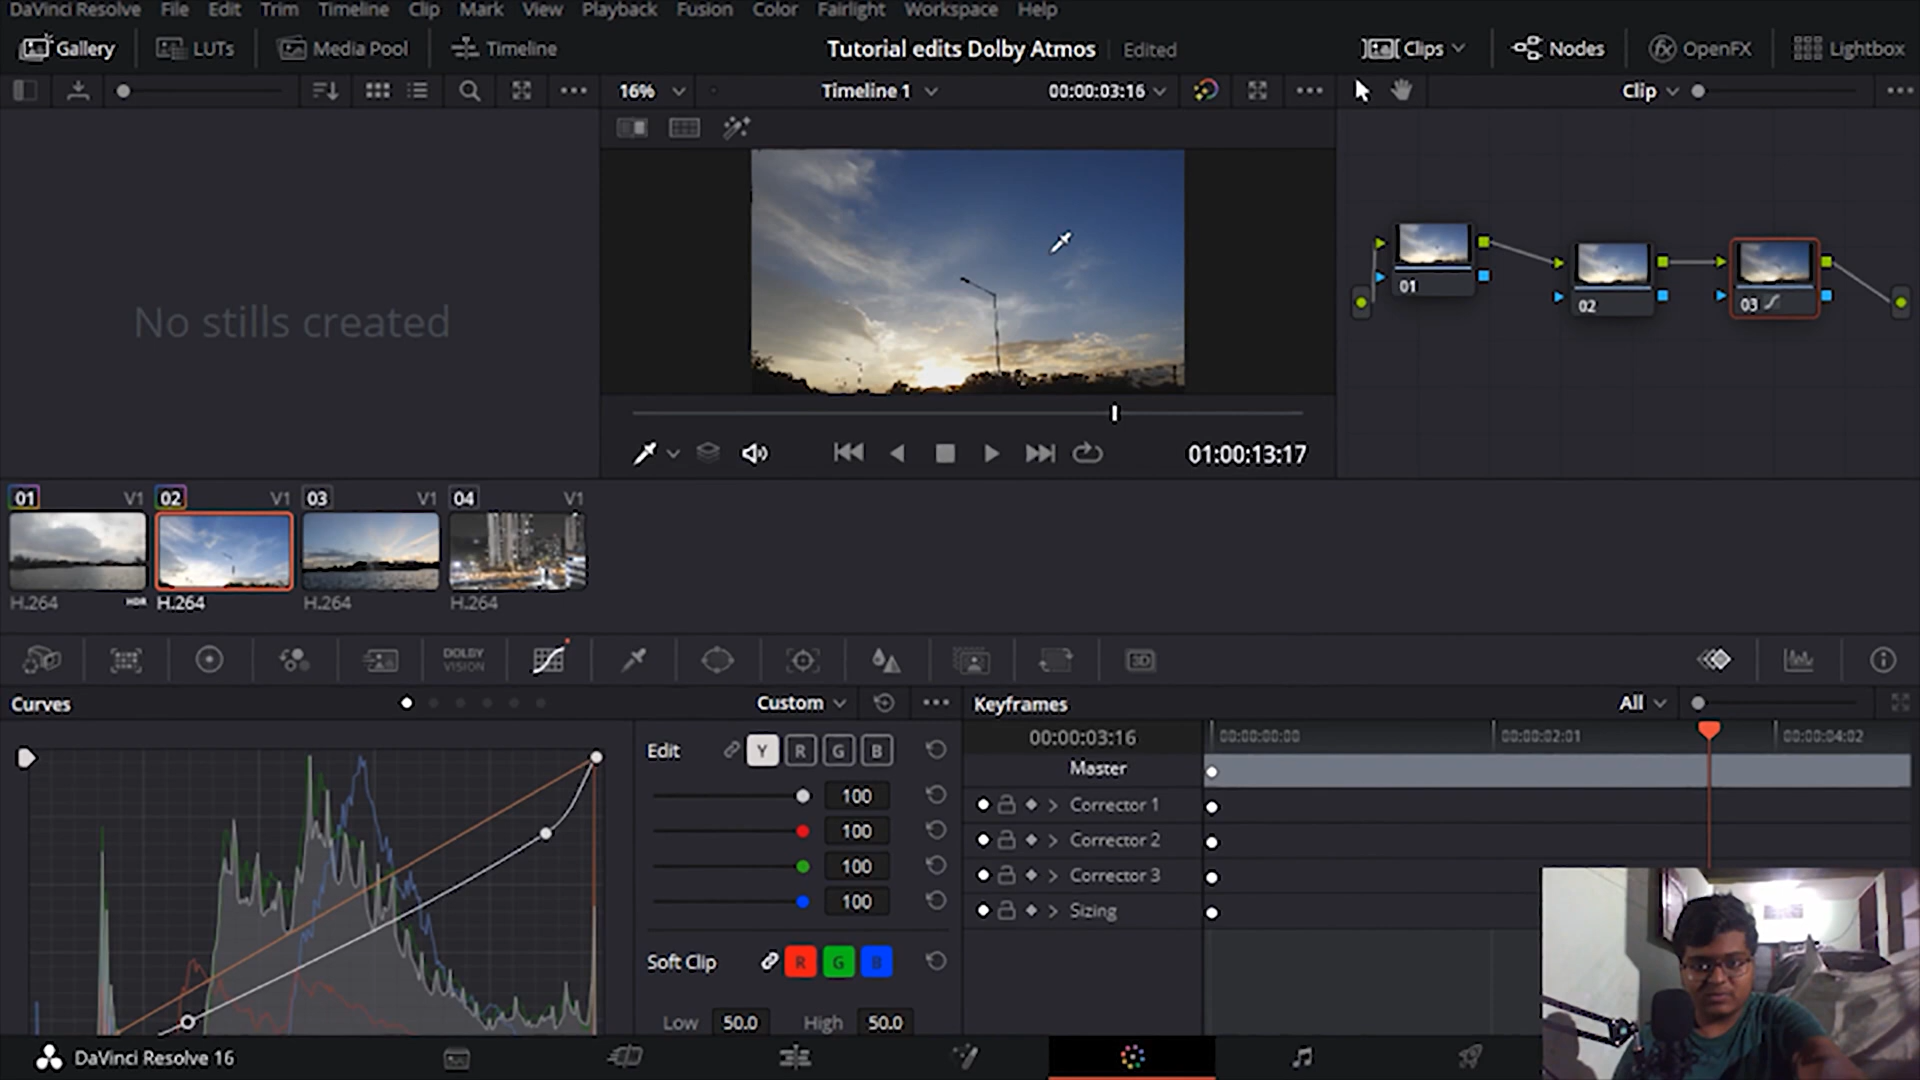 DaVinci Resolve File Edit Trim Timeline Clip Mark View Playback Fusion Color Fairlight Workspace Help
Gallery LUTs Media Pool Timeline Tutorial edits Dolby Atmos Edited Clips Nodes fx OpenFX Lightbox
16% Timeline 1 00:00:03:16 Clip
No stills created
01 02 03
01:00:13:17
01 V1 02 V1 03 V1 04 V1
H.264 HDR H.264 H.264 H.264
DOLBY VISION 3D
Curves Custom Keyframes All
Edit Y R G B 00:00:03:16 00:00:00:00 00:00:02:01 00:00:04:02
Master
100 Corrector 1
100 Corrector 2
100 Corrector 3
100 Sizing
Soft Clip R G B
Low 50.0 High 50.0
DaVinci Resolve 16